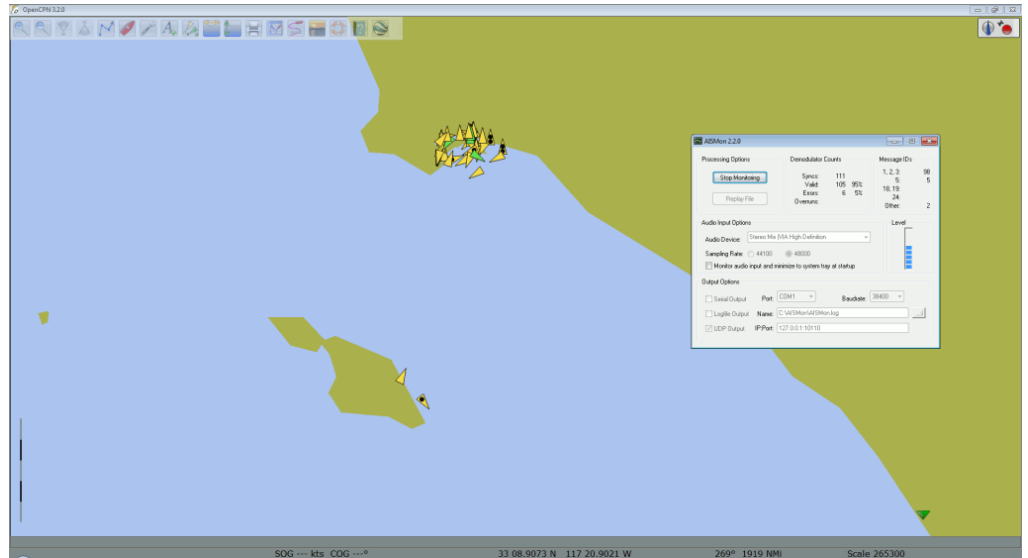 OpenCPN 3.2.0
AISMon 2.2.0
Processing Options
Stop Monitoring
Replay File
Demodulator Counts
Syncs: 111
Valid: 105 95%
Errors: 6 5%
Overruns:
Message IDs
1, 2, 3: 98
5: 5
18, 19:
24:
Other: 2
Audio Input Options
Audio Device: Stereo Mix (VIA High Definition
Sampling Rate: 44100 48000
Monitor audio input and minimize to system tray at startup
Level
Output Options
Serial Output Port: COM1 Baudrate: 38400
Logfile Output Name: C:\AISMon\AISMon.log ...
UDP Output IP:Port: 127.0.0.1:10110
SOG --- kts COG ---° 33 08.9073 N 117 20.9021 W 269° 1919 NMi Scale 265300